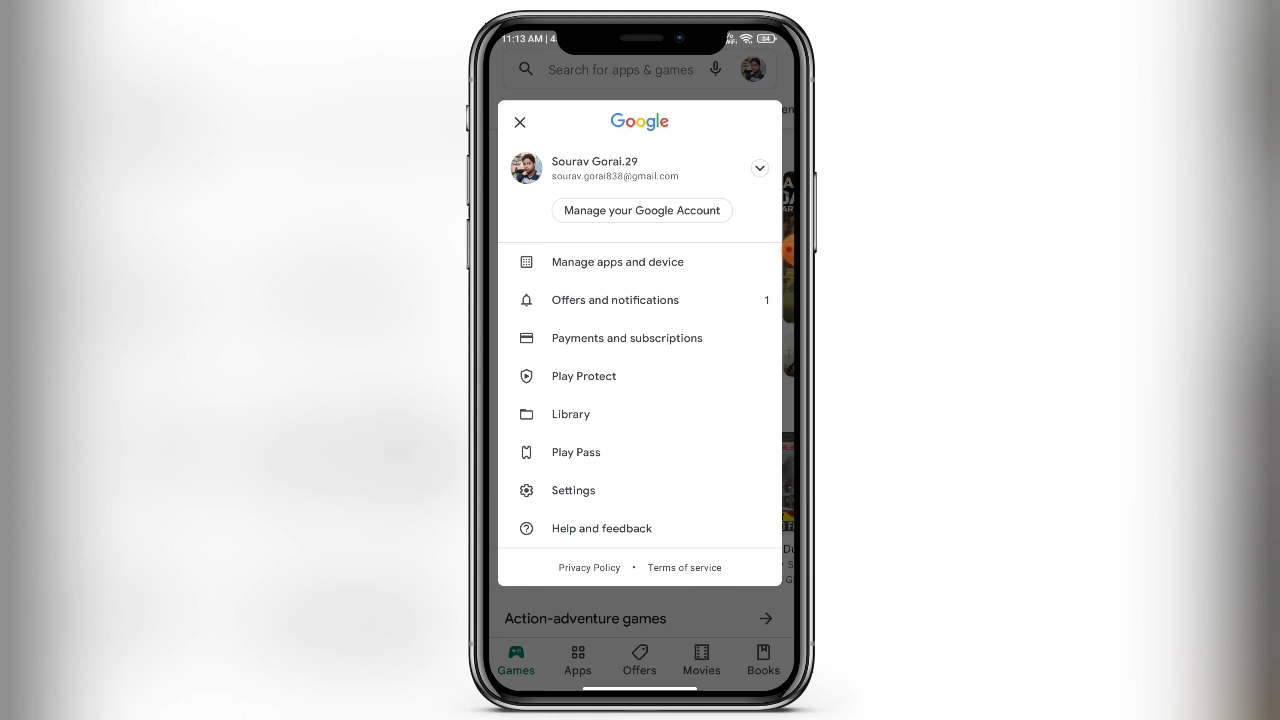 11:13 AM | 4
84
Search for apps & games
en
Google
Sourav Gorai.29
sourav.gorai838@gmail.com
Manage your Google Account
Manage apps and device
Offers and notifications 1
Payments and subscriptions
Play Protect
Library
Play Pass
Settings
Help and feedback
Privacy Policy • Terms of service
Action-adventure games
Games Apps Offers Movies Books